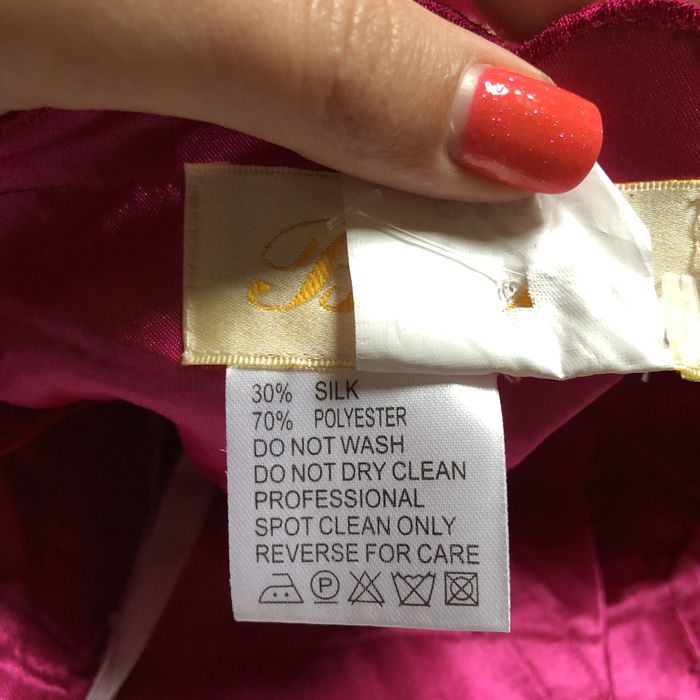 30% SILK
70% POLYESTER
DO NOT WASH
DO NOT DRY CLEAN
PROFESSIONAL
SPOT CLEAN ONLY
REVERSE FOR CARE
P